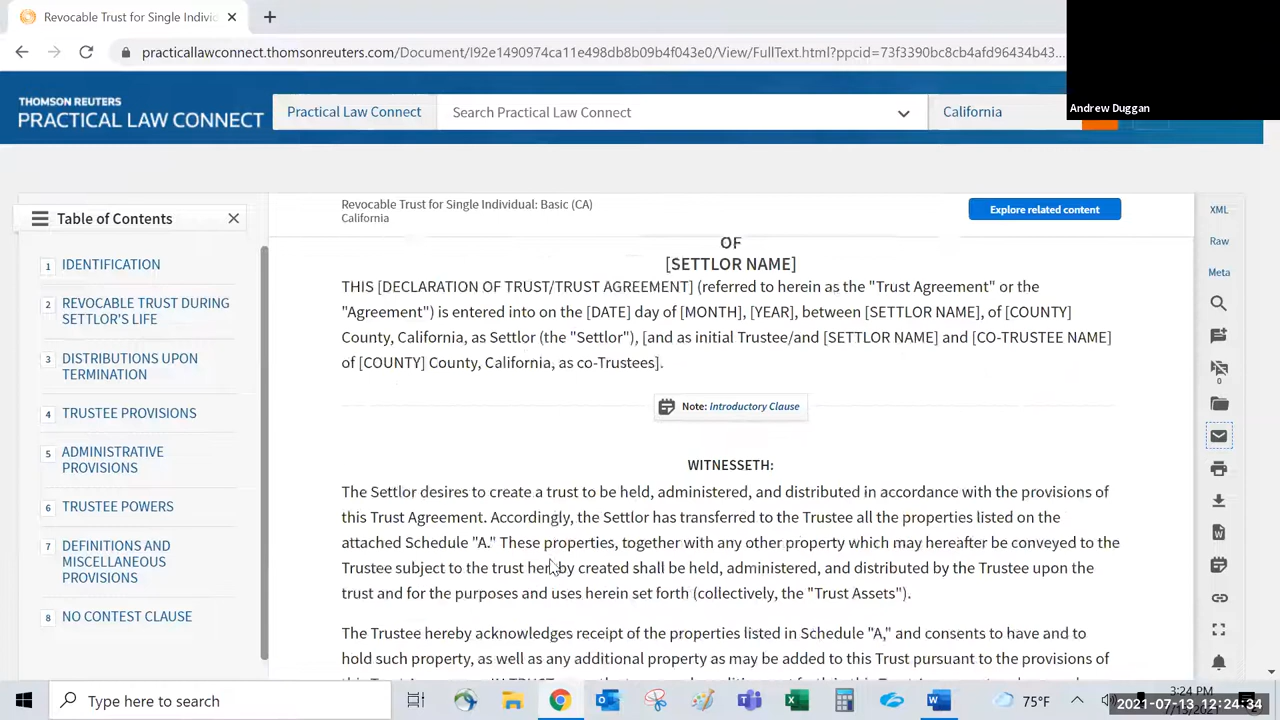 Revocable Trust for Single Indivi
practicallawconnect.thomsonreuters.com/Document/I92e1490974ca11e498db8b09b4f043e0/View/FullText.html?ppcid=73f3390bc8cb4afd96434b43...
Andrew Duggan
THOMSON REUTERS
PRACTICAL LAW CONNECT
Practical Law Connect
Search Practical Law Connect
California
Table of Contents
1 IDENTIFICATION
2 REVOCABLE TRUST DURING
SETTLOR'S LIFE
3 DISTRIBUTIONS UPON
TERMINATION
4 TRUSTEE PROVISIONS
5 ADMINISTRATIVE
PROVISIONS
6 TRUSTEE POWERS
7 DEFINITIONS AND
MISCELLANEOUS
PROVISIONS
8 NO CONTEST CLAUSE
Revocable Trust for Single Individual: Basic (CA)
California
Explore related content
OF
[SETTLOR NAME]
THIS [DECLARATION OF TRUST/TRUST AGREEMENT] (referred to herein as the "Trust Agreement" or the
"Agreement") is entered into on the [DATE] day of [MONTH], [YEAR], between [SETTLOR NAME], of [COUNTY]
County, California, as Settlor (the "Settlor"), [and as initial Trustee/and [SETTLOR NAME] and [CO-TRUSTEE NAME]
of [COUNTY] County, California, as co-Trustees].
Note: Introductory Clause
WITNESSETH:
The Settlor desires to create a trust to be held, administered, and distributed in accordance with the provisions of
this Trust Agreement. Accordingly, the Settlor has transferred to the Trustee all the properties listed on the
attached Schedule "A." These properties, together with any other property which may hereafter be conveyed to the
Trustee subject to the trust hereby created shall be held, administered, and distributed by the Trustee upon the
trust and for the purposes and uses herein set forth (collectively, the "Trust Assets").
The Trustee hereby acknowledges receipt of the properties listed in Schedule "A," and consents to have and to
hold such property, as well as any additional property as may be added to this Trust pursuant to the provisions of
XML
Raw
Meta
0
Type here to search
75°F
3:24 PM
2021-07-13 12:24:34